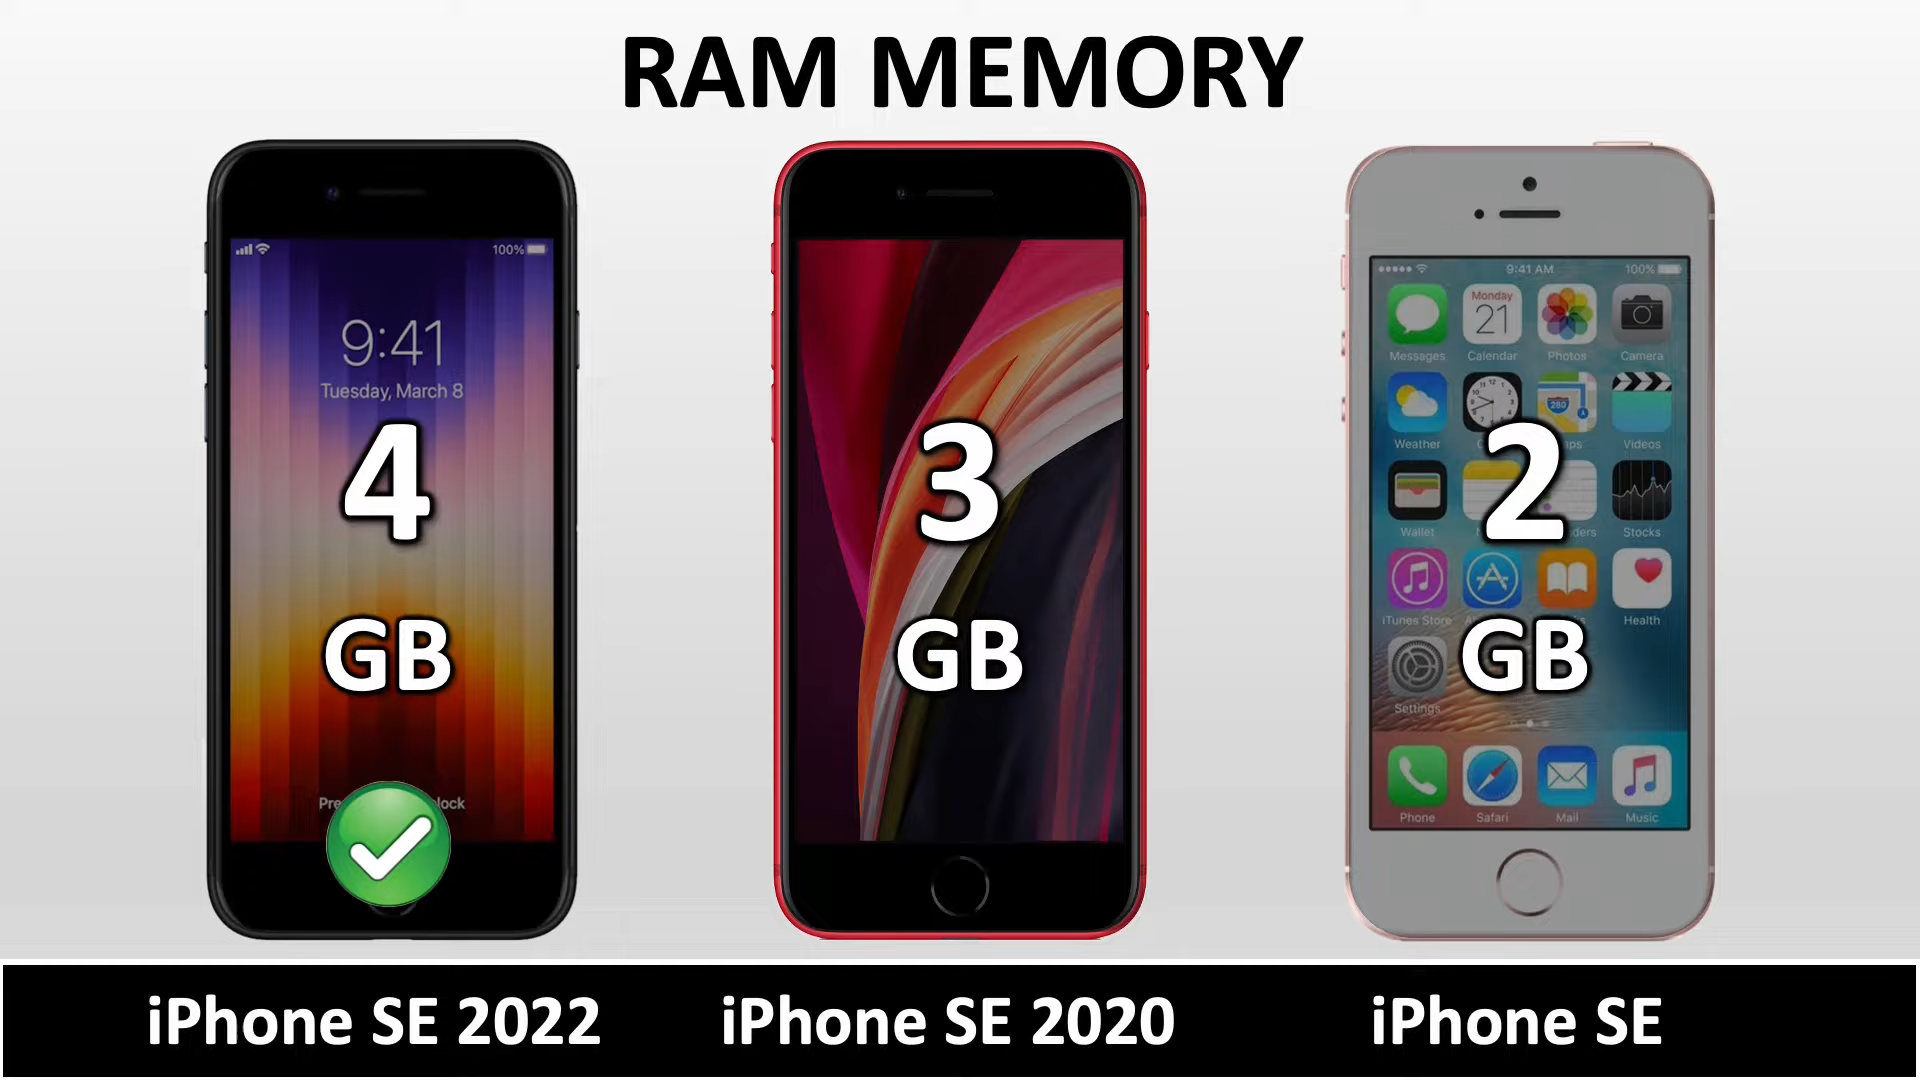 RAM MEMORY
100%
9:41
Tuesday, March 8
4
GB
iPhone SE 2022
3
GB
iPhone SE 2020
9:41 AM 100%
Monday
21
Messages Calendar Photos Camera
280
Weather Videos
Wallet Stocks
iTunes Store Health
Settings
Phone Safari Mail Music
2
GB
iPhone SE